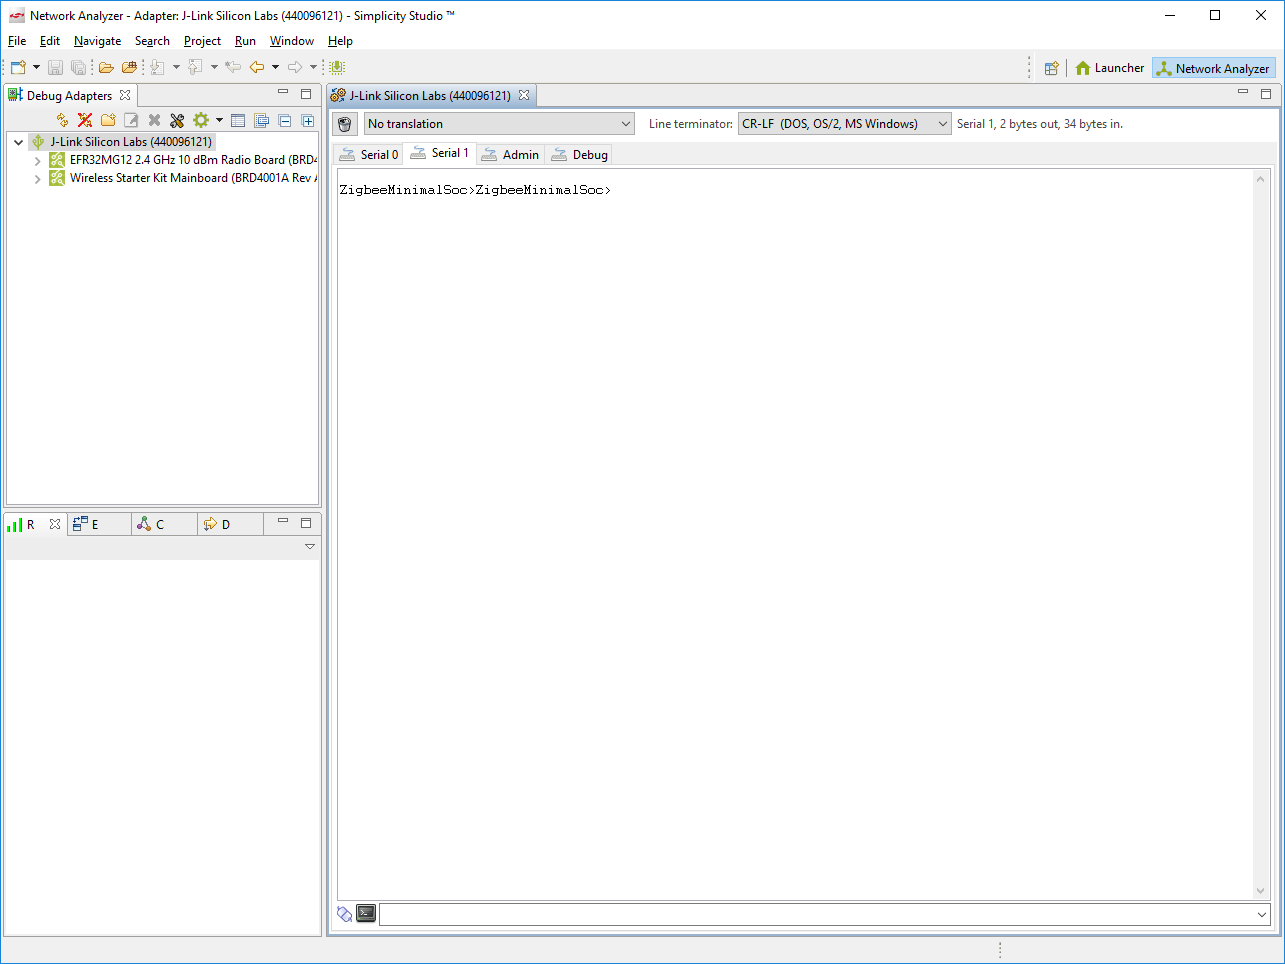 Network Analyzer - Adapter: J-Link Silicon Labs (440096121) - Simplicity Studio ™
File Edit Navigate Search Project Run Window Help
Launcher Network Analyzer
Debug Adapters
J-Link Silicon Labs (440096121)
EFR32MG12 2.4 GHz 10 dBm Radio Board (BRD4
Wireless Starter Kit Mainboard (BRD4001A Rev A
R E C D
J-Link Silicon Labs (440096121)
No translation Line terminator: CR-LF (DOS, OS/2, MS Windows) Serial 1, 2 bytes out, 34 bytes in.
Serial 0 Serial 1 Admin Debug
ZigbeeMinimalSoc>ZigbeeMinimalSoc>